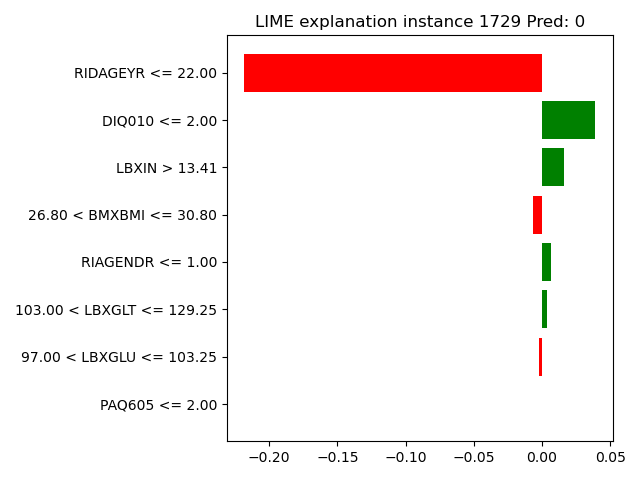 LIME explanation instance 1729 Pred: 0
RIDAGEYR <= 22.00
DIQ010 <= 2.00
LBXIN > 13.41
26.80 < BMXBMI <= 30.80
RIAGENDR <= 1.00
103.00 < LBXGLT <= 129.25
97.00 < LBXGLU <= 103.25
PAQ605 <= 2.00
−0.20 −0.15 −0.10 −0.05 0.00 0.05